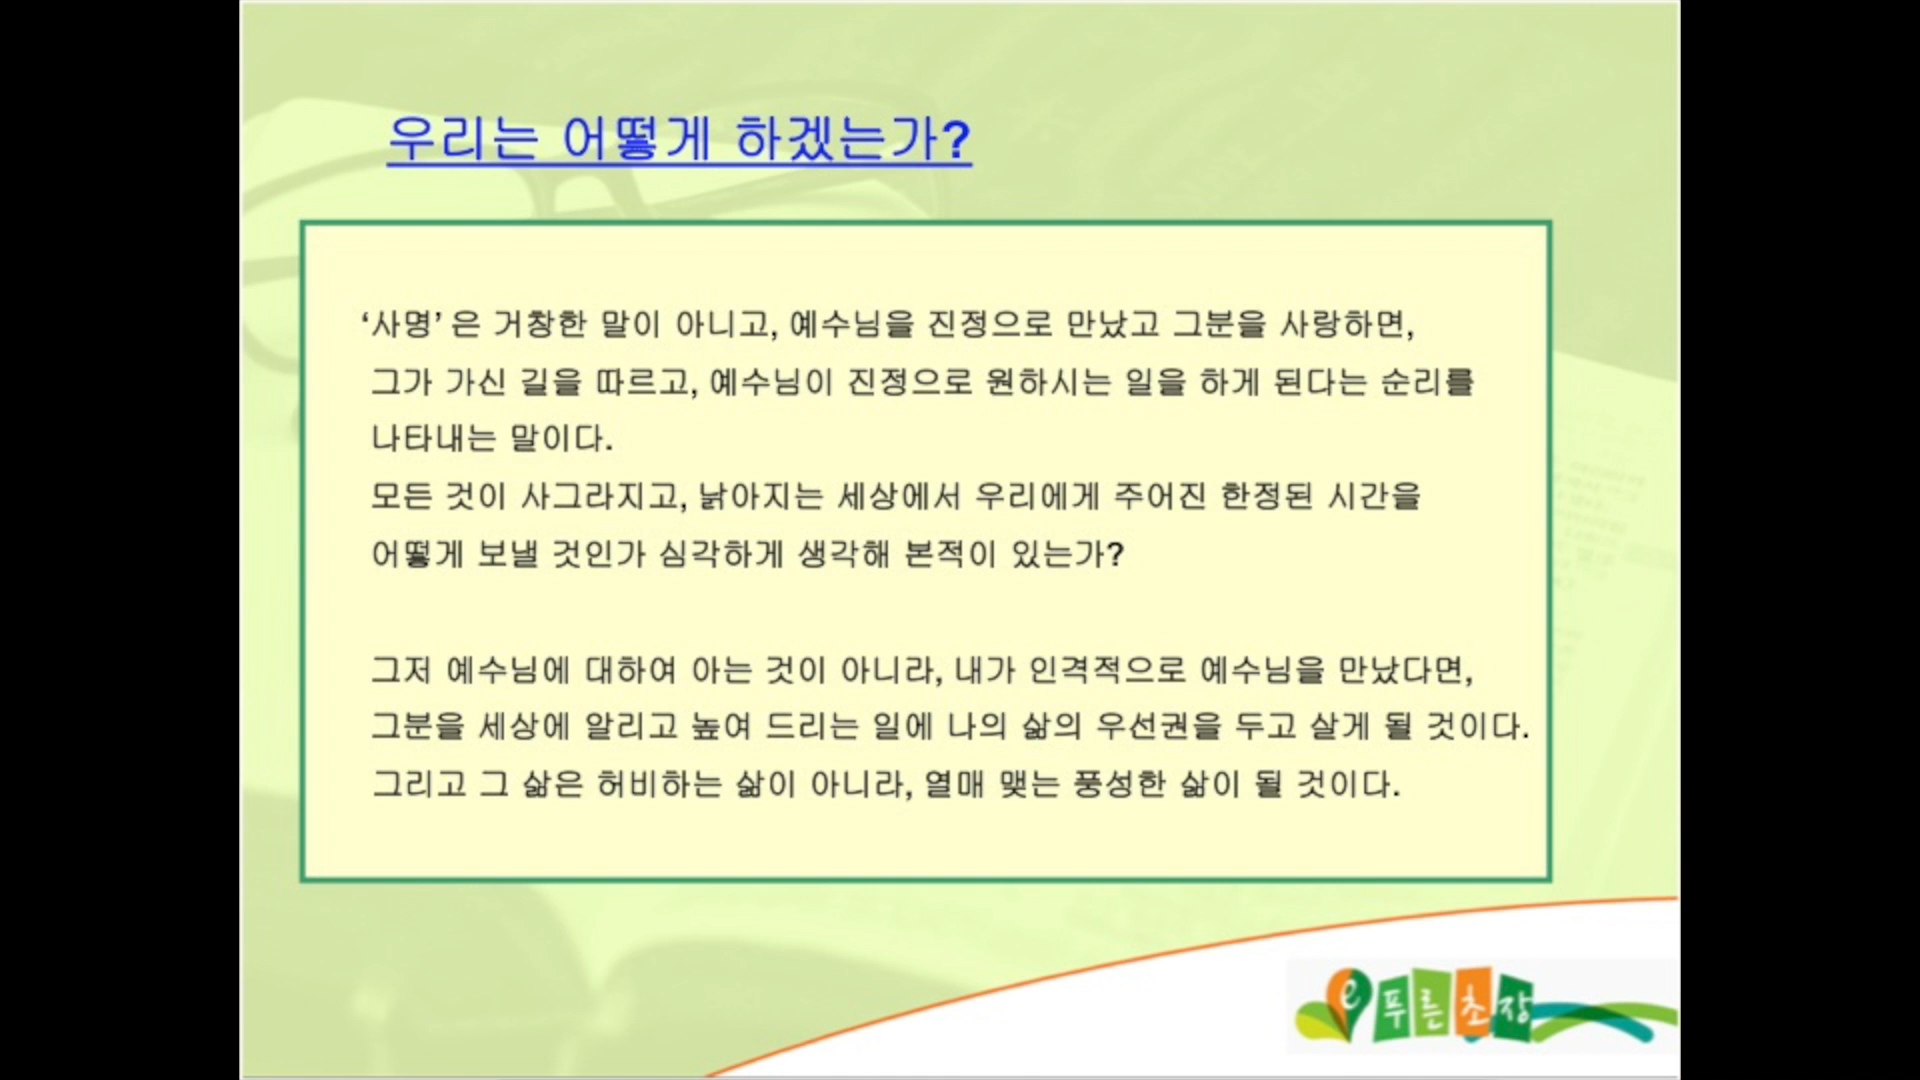 우리는 어떻게 하겠는가?
‘사명’은 거창한 말이 아니고, 예수님을 진정으로 만났고 그분을 사랑하면,
그가 가신 길을 따르고, 예수님이 진정으로 원하시는 일을 하게 된다는 순리를
나타내는 말이다.
모든 것이 사그라지고, 낡아지는 세상에서 우리에게 주어진 한정된 시간을
어떻게 보낼 것인가 심각하게 생각해 본적이 있는가?
그저 예수님에 대하여 아는 것이 아니라, 내가 인격적으로 예수님을 만났다면,
그분을 세상에 알리고 높여 드리는 일에 나의 삶의 우선권을 두고 살게 될 것이다.
그리고 그 삶은 허비하는 삶이 아니라, 열매 맺는 풍성한 삶이 될 것이다.
e 푸른초장